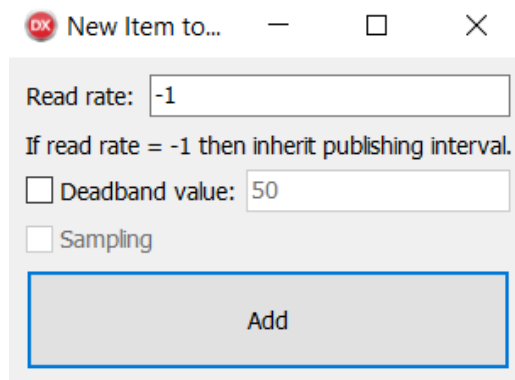 DX New Item to...
Read rate: -1
If read rate = -1 then inherit publishing interval.
Deadband value: 50
Sampling
Add